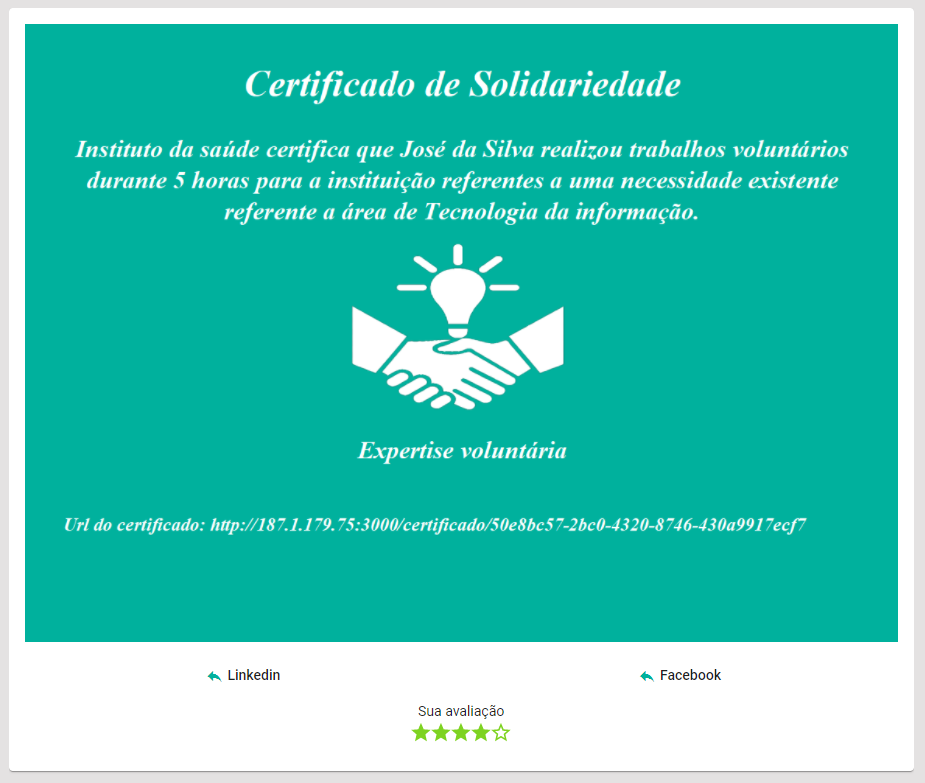 Certificado de Solidariedade
Instituto da saúde certifica que José da Silva realizou trabalhos voluntários
durante 5 horas para a instituição referentes a uma necessidade existente
referente a área de Tecnologia da informação.
Expertise voluntária
Url do certificado: http://187.1.179.75:3000/certificado/50e8bc57-2bc0-4320-8746-430a9917ecf7
Linkedin
Facebook
Sua avaliação